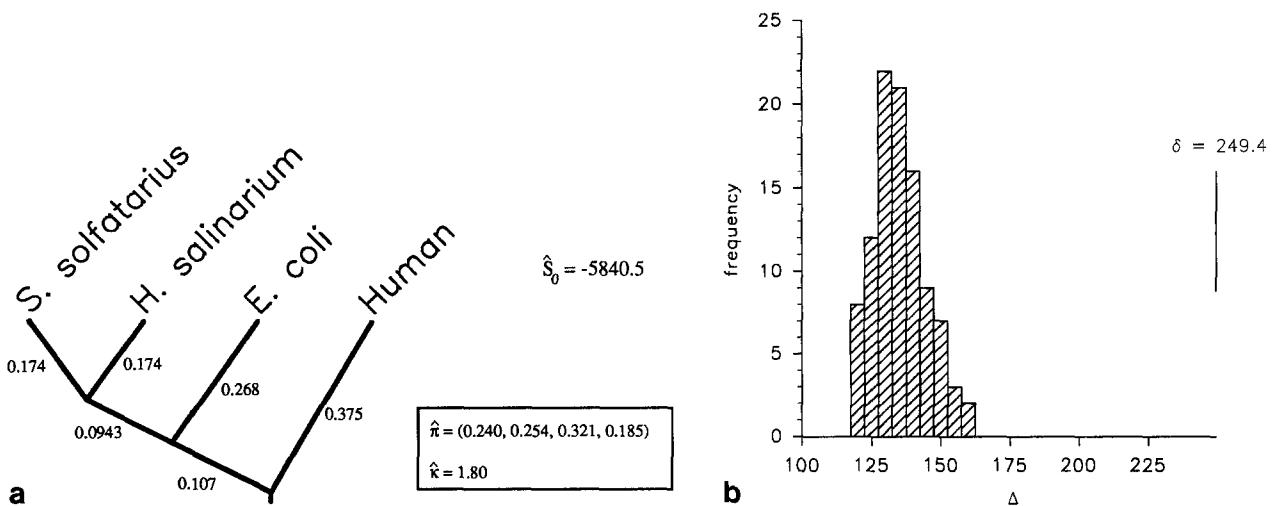 S. solfatarius
H. salinarium
E. coli
Human
Ŝ₀ = -5840.5
0.174
0.174
0.268
0.375
0.0943
0.107
π̂ = (0.240, 0.254, 0.321, 0.185)
κ̂ = 1.80
a
25
20
15
10
5
0
frequency
δ = 249.4
100
125
150
175
200
225
Δ
b